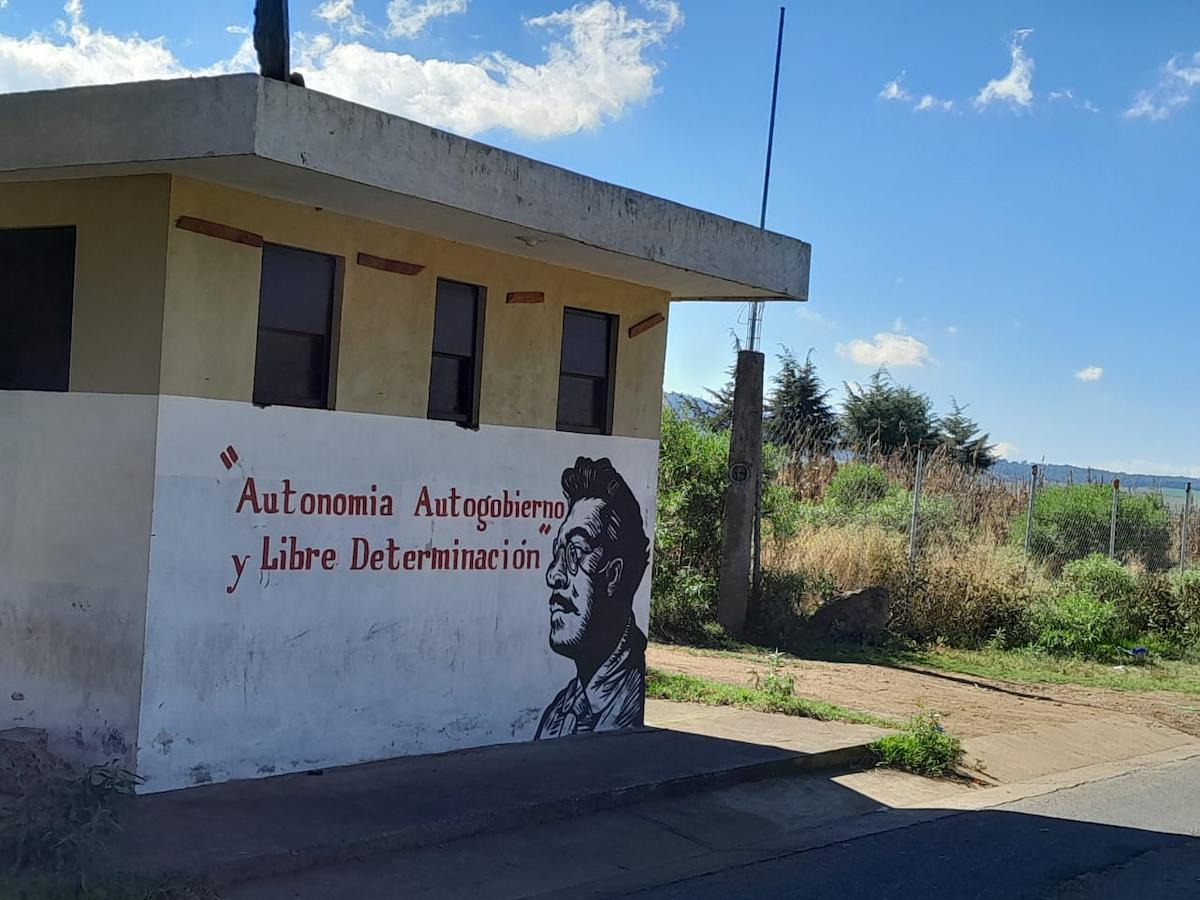 "Autonomia Autogobierno
y Libre Determinación"